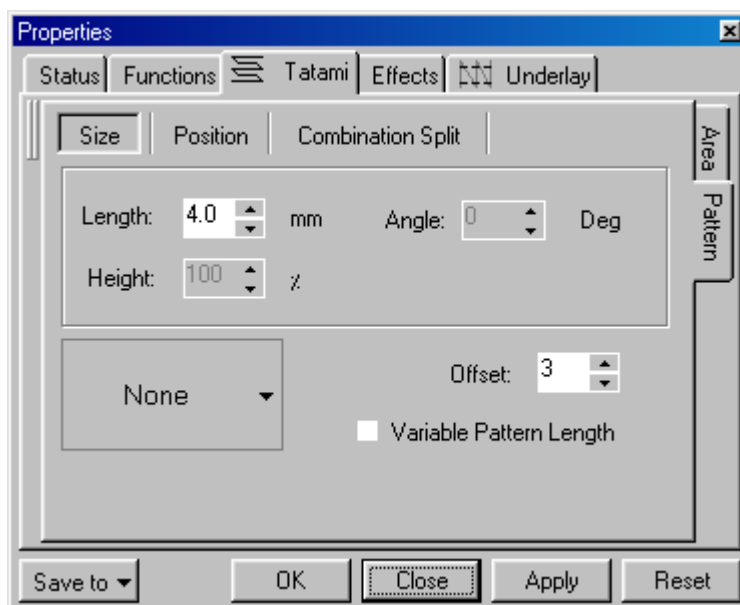 Properties
Status Functions Tatami Effects Underlay
Size Position Combination Split
Area
Pattern
Length: 4.0 mm Angle: 0 Deg
Height: 100 %
None
Offset: 3
Variable Pattern Length
Save to OK Close Apply Reset